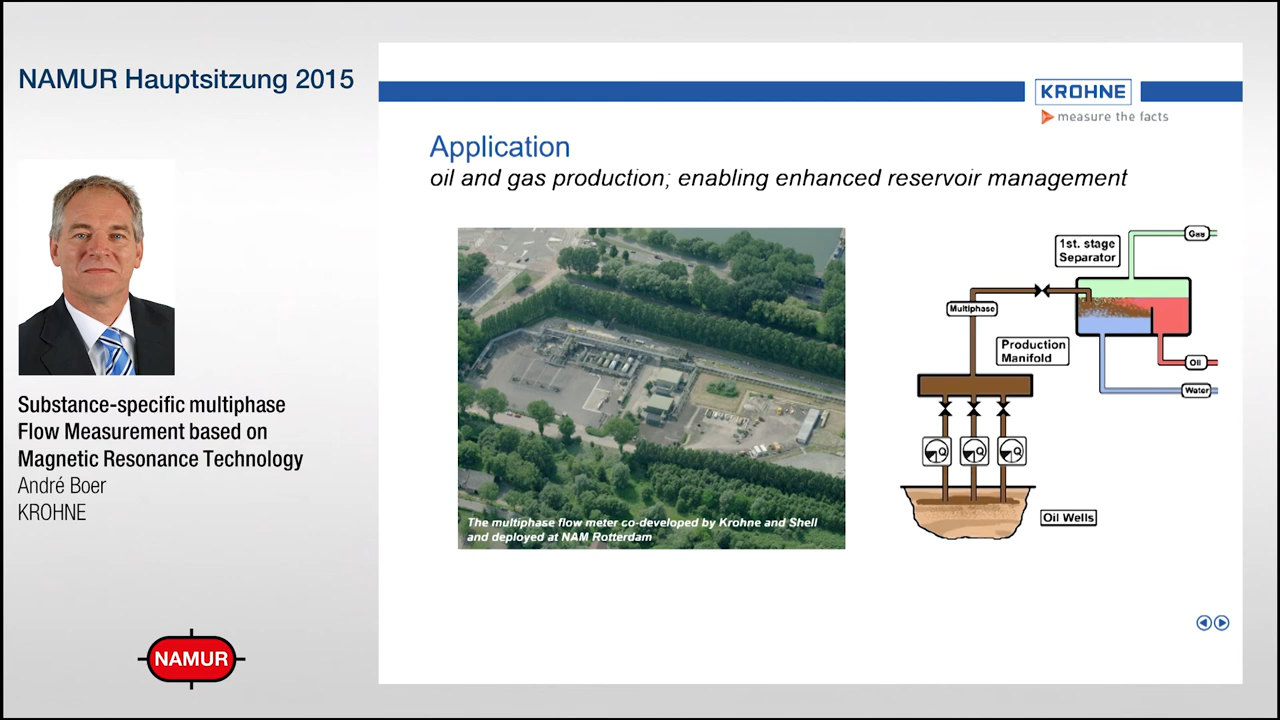 NAMUR Hauptsitzung 2015
KROHNE
measure the facts
Application
oil and gas production; enabling enhanced reservoir management
Gas
1st. stage
Separator
Multiphase
Production
Manifold
Oil
Water
Oil Wells
The multiphase flow meter co-developed by Krohne and Shell
and deployed at NAM Rotterdam
Substance-specific multiphase
Flow Measurement based on
Magnetic Resonance Technology
André Boer
KROHNE
NAMUR